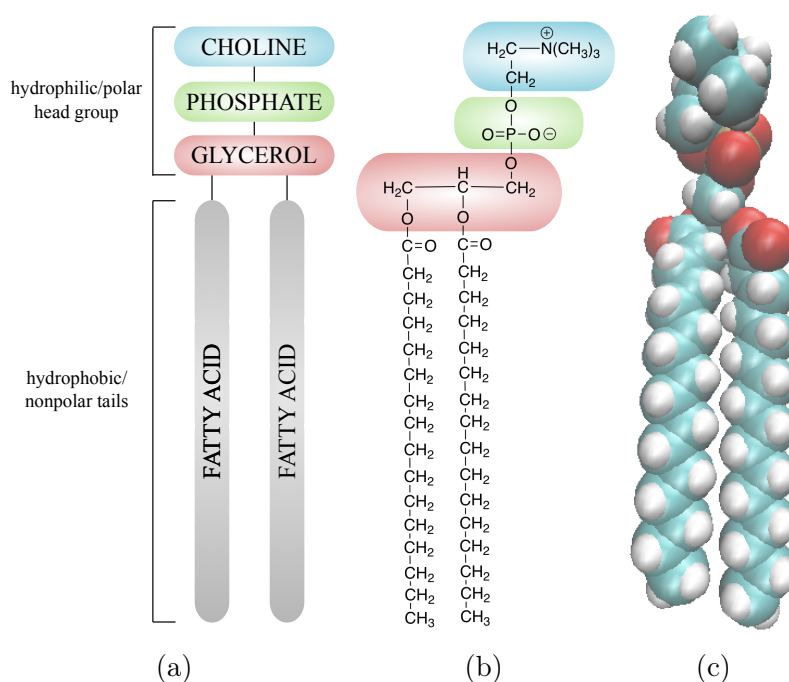 hydrophilic/polar
head group
CHOLINE
PHOSPHATE
GLYCEROL
hydrophobic/
nonpolar tails
FATTY ACID
FATTY ACID
(a)
H₂C—N(CH₃)₃
⊕
CH₂
O
O=P—O⊖
O
H₂C H CH₂
C
O O
C=O C=O
CH₂ CH₂
CH₂ CH₂
CH₂ CH₂
CH₂ CH₂
CH₂ CH₂
CH₂ CH₂
CH₂ CH₂
CH₂ CH₂
CH₂ CH₂
CH₂ CH₂
CH₂ CH₂
CH₂ CH₂
CH₂ CH₂
CH₂ CH₂
CH₃ CH₃
(b)
(c)